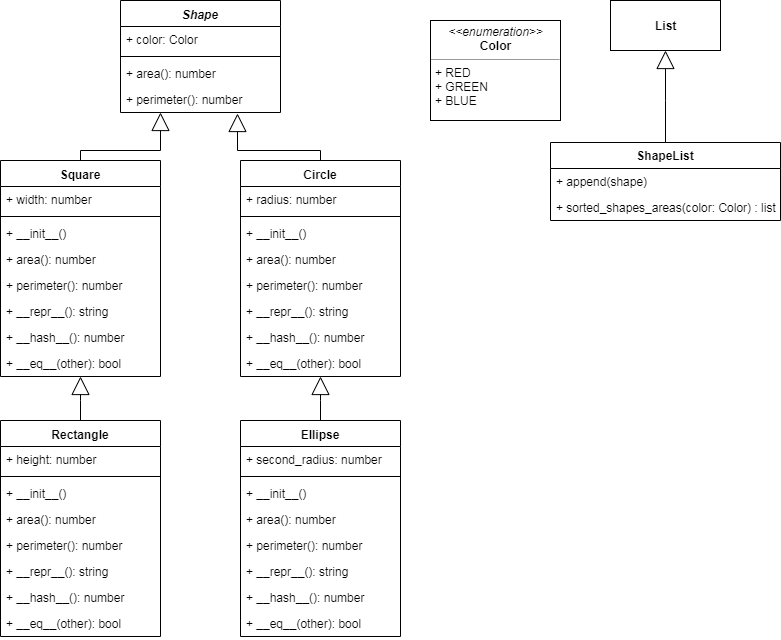 Shape
+ color: Color
+ area(): number
+ perimeter(): number
<<enumeration>>
Color
+ RED
+ GREEN
+ BLUE
List
ShapeList
+ append(shape)
+ sorted_shapes_areas(color: Color) : list
Square
+ width: number
+ __init__()
+ area(): number
+ perimeter(): number
+ __repr__(): string
+ __hash__(): number
+ __eq__(other): bool
Circle
+ radius: number
+ __init__()
+ area(): number
+ perimeter(): number
+ __repr__(): string
+ __hash__(): number
+ __eq__(other): bool
Rectangle
+ height: number
+ __init__()
+ area(): number
+ perimeter(): number
+ __repr__(): string
+ __hash__(): number
+ __eq__(other): bool
Ellipse
+ second_radius: number
+ __init__()
+ area(): number
+ perimeter(): number
+ __repr__(): string
+ __hash__(): number
+ __eq__(other): bool